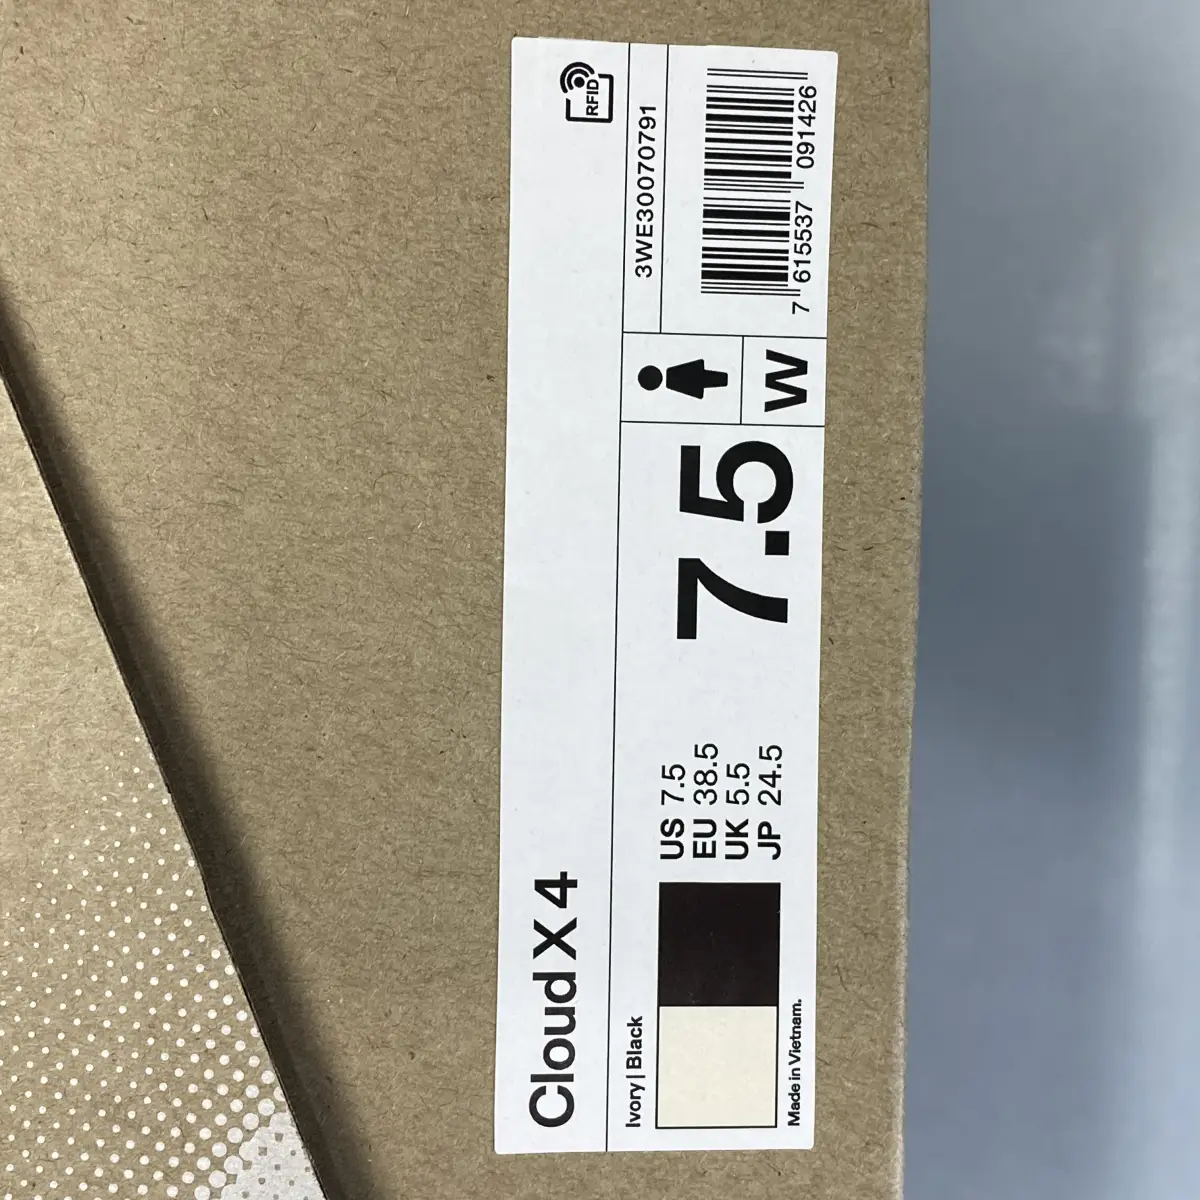 Cloud X 4
RFID
Ivory | Black
3WE30070791
US 7.5
EU 38.5
UK 5.5
JP 24.5
7.5
W
7 615537 091426
Made in Vietnam.